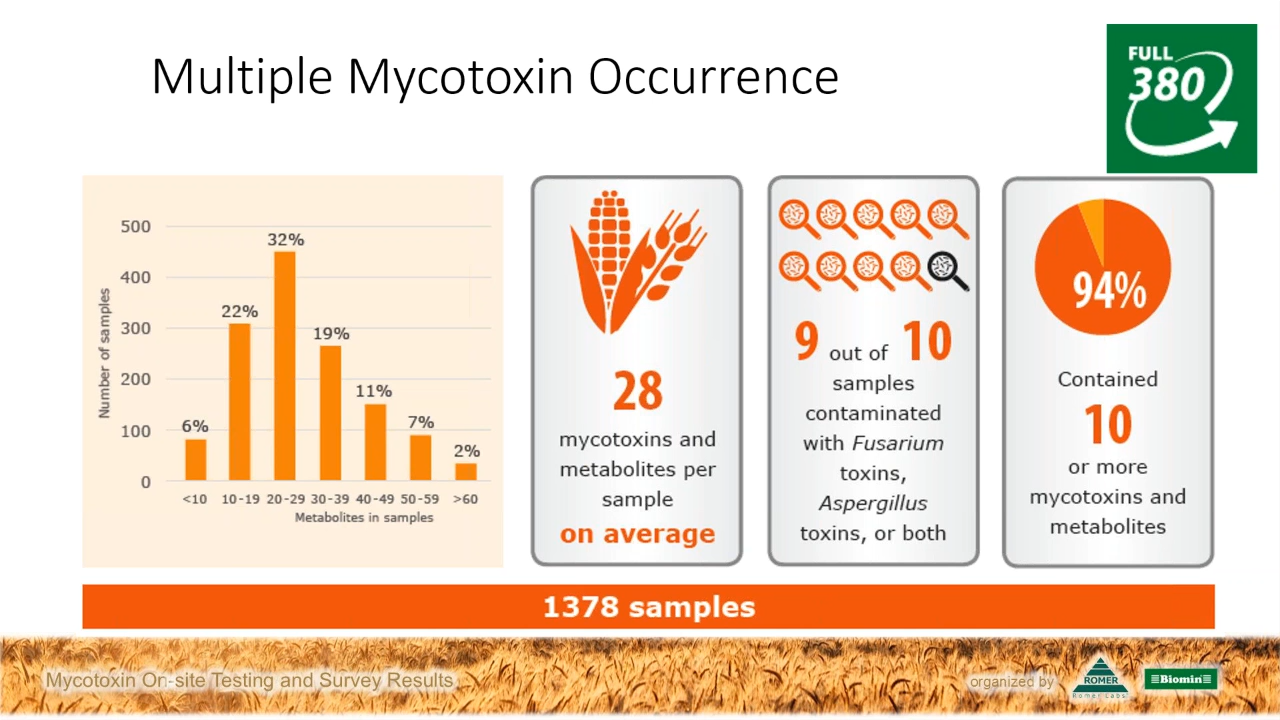 Multiple Mycotoxin Occurrence
FULL
380
500
400
300
200
100
0
Number of samples
6%
22%
32%
19%
11%
7%
2%
<10 10-19 20-29 30-39 40-49 50-59 >60
Metabolites in samples
28
mycotoxins and
metabolites per
sample
on average
9 out of 10
samples
contaminated
with Fusarium
toxins,
Aspergillus
toxins, or both
94%
Contained
10
or more
mycotoxins and
metabolites
1378 samples
Mycotoxin On-site Testing and Survey Results
organized by
ROMER
Romer Labs
Biomin